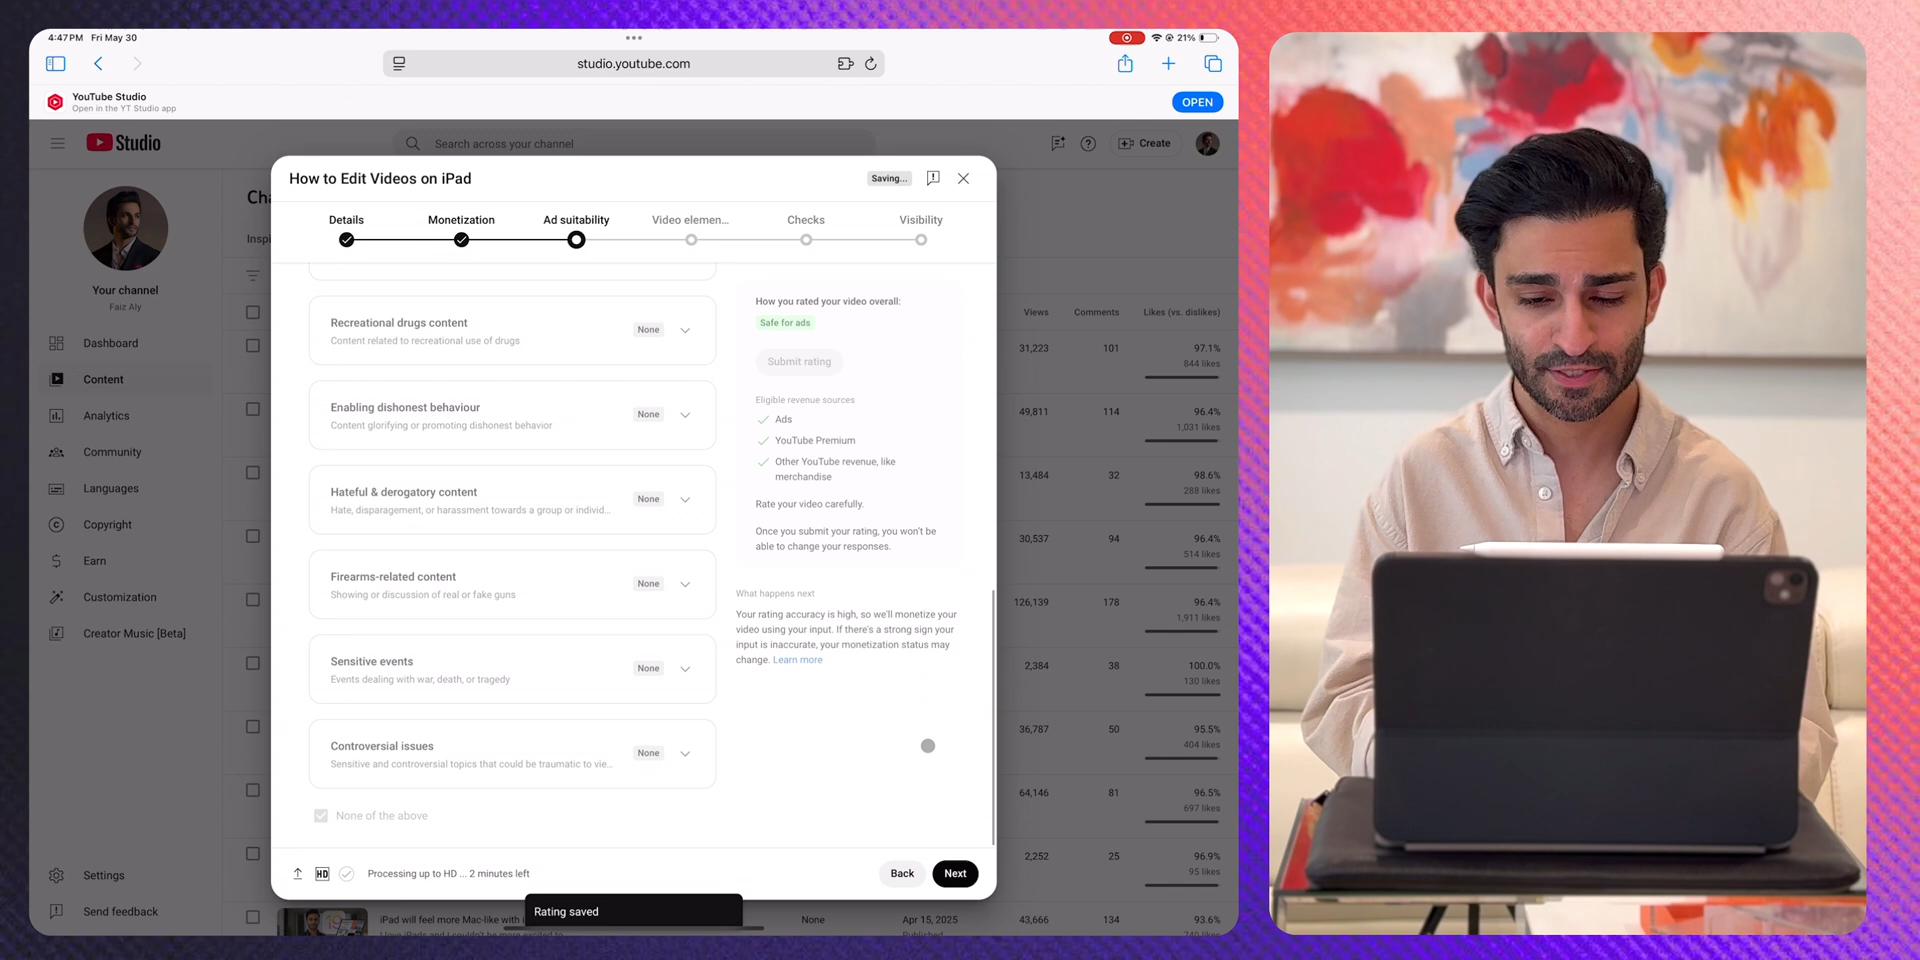 4:47PM Fri May 30
21%
studio.youtube.com
YouTube Studio
Open in the YT Studio app
OPEN
Studio
Search across your channel
Create
How to Edit Videos on iPad
Saving...
Details
Monetization
Ad suitability
Video elemen...
Checks
Visibility
Your channel
Faiz Aly
Dashboard
Content
Analytics
Community
Languages
Copyright
Earn
Customization
Creator Music [Beta]
Settings
Send feedback
Recreational drugs content
Content related to recreational use of drugs
None
Enabling dishonest behaviour
Content glorifying or promoting dishonest behavior
None
Hateful & derogatory content
Hate, disparagement, or harassment towards a group or individ...
None
Firearms-related content
Showing or discussion of real or fake guns
None
Sensitive events
Events dealing with war, death, or tragedy
None
Controversial issues
Sensitive and controversial topics that could be traumatic to vie...
None
None of the above
How you rated your video overall:
Safe for ads
Submit rating
Eligible revenue sources
Ads
YouTube Premium
Other YouTube revenue, like
merchandise
Rate your video carefully.
Once you submit your rating, you won't be
able to change your responses.
What happens next
Your rating accuracy is high, so we'll monetize your
video using your input. If there's a strong sign your
input is inaccurate, your monetization status may
change. Learn more
HD
Processing up to HD ... 2 minutes left
Back
Next
Rating saved
Views
Comments
Likes (vs. dislikes)
31,223 101 97.1%
844 likes
49,811 114 96.4%
1,031 likes
13,484 32 98.6%
288 likes
30,537 94 96.4%
514 likes
126,139 178 96.4%
1,911 likes
2,384 38 100.0%
130 likes
36,787 50 95.5%
404 likes
64,146 81 96.5%
697 likes
2,252 25 96.9%
95 likes
iPad will feel more Mac-like with i
None
Apr 15, 2025
43,666 134 93.6%